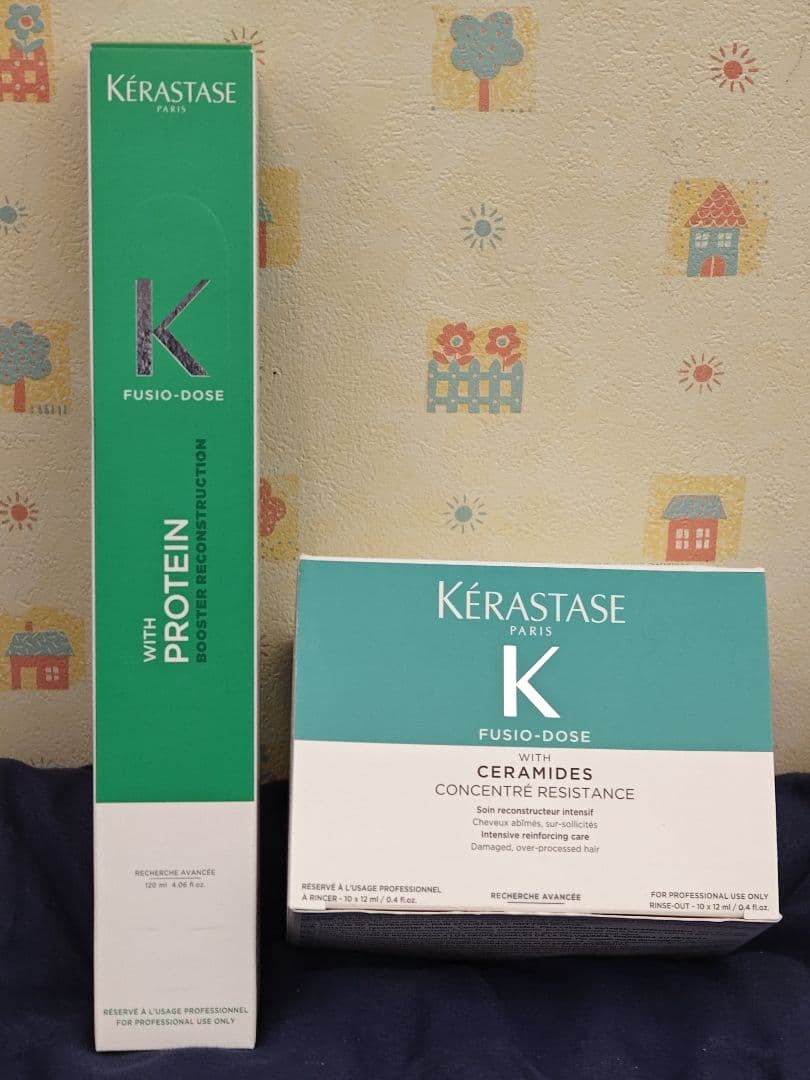 KÉRASTASE
PARIS
K
FUSIO-DOSE
WITH
PROTEIN
BOOSTER RECONSTRUCTION
RECHERCHE AVANCÉE
120 ml 4.06 fl.oz.
RÉSERVÉ À L'USAGE PROFESSIONNEL
FOR PROFESSIONAL USE ONLY
KÉRASTASE
PARIS
K
FUSIO-DOSE
WITH
CERAMIDES
CONCENTRÉ RESISTANCE
Soin reconstructeur intensif
Cheveux abîmés, sur-sollicités
Intensive reinforcing care
Damaged, over-processed hair
RÉSERVÉ À L'USAGE PROFESSIONNEL
À RINCER - 10 x 12 ml / 0.4 fl.oz.
RECHERCHE AVANCÉE
FOR PROFESSIONAL USE ONLY
RINSE-OUT - 10 x 12 ml / 0.4 fl.oz.